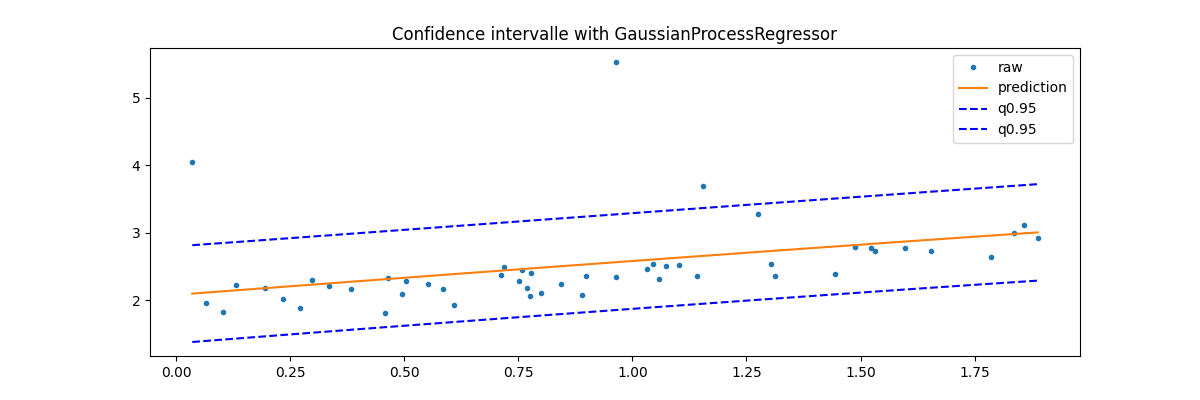 Confidence intervalle with GaussianProcessRegressor
raw
prediction
q0.95
q0.95
5
4
3
2
0.00 0.25 0.50 0.75 1.00 1.25 1.50 1.75